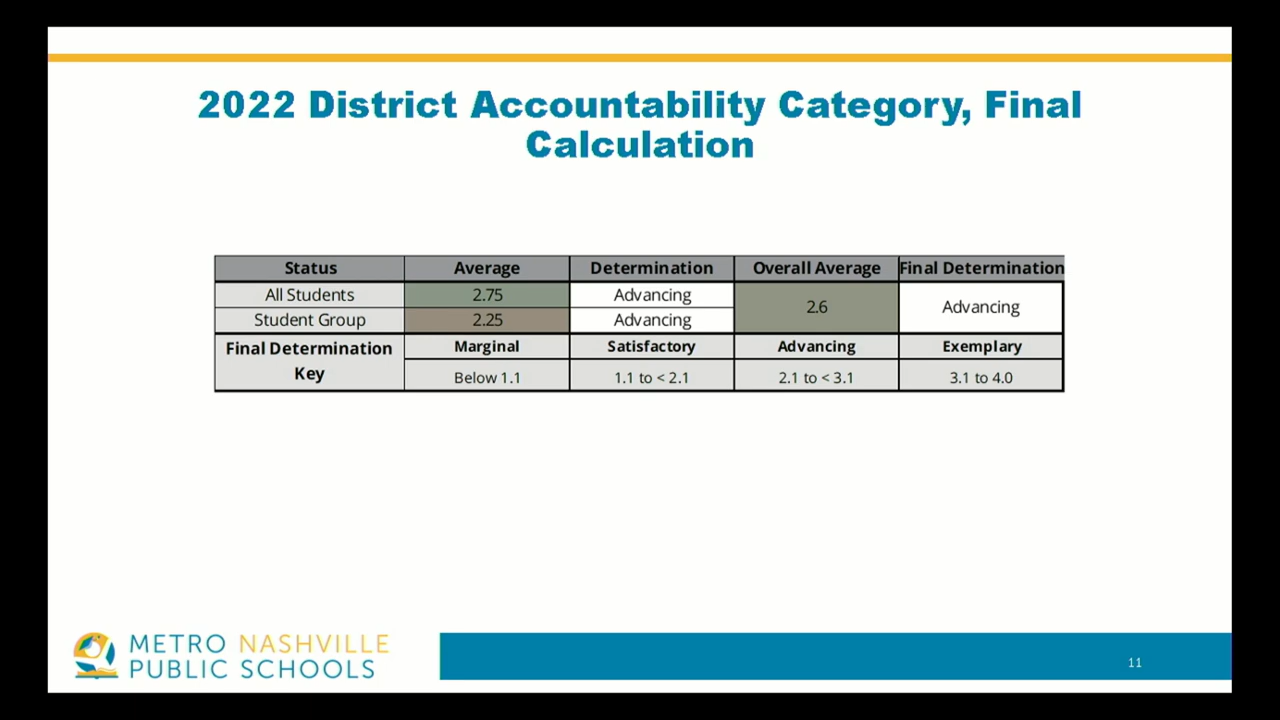 2022 District Accountability Category, Final
Calculation
Status Average Determination Overall Average Final Determination
All Students 2.75 Advancing 2.6 Advancing
Student Group 2.25 Advancing
Final Determination Key Marginal Satisfactory Advancing Exemplary
Below 1.1 1.1 to < 2.1 2.1 to < 3.1 3.1 to 4.0
METRO NASHVILLE
PUBLIC SCHOOLS
11